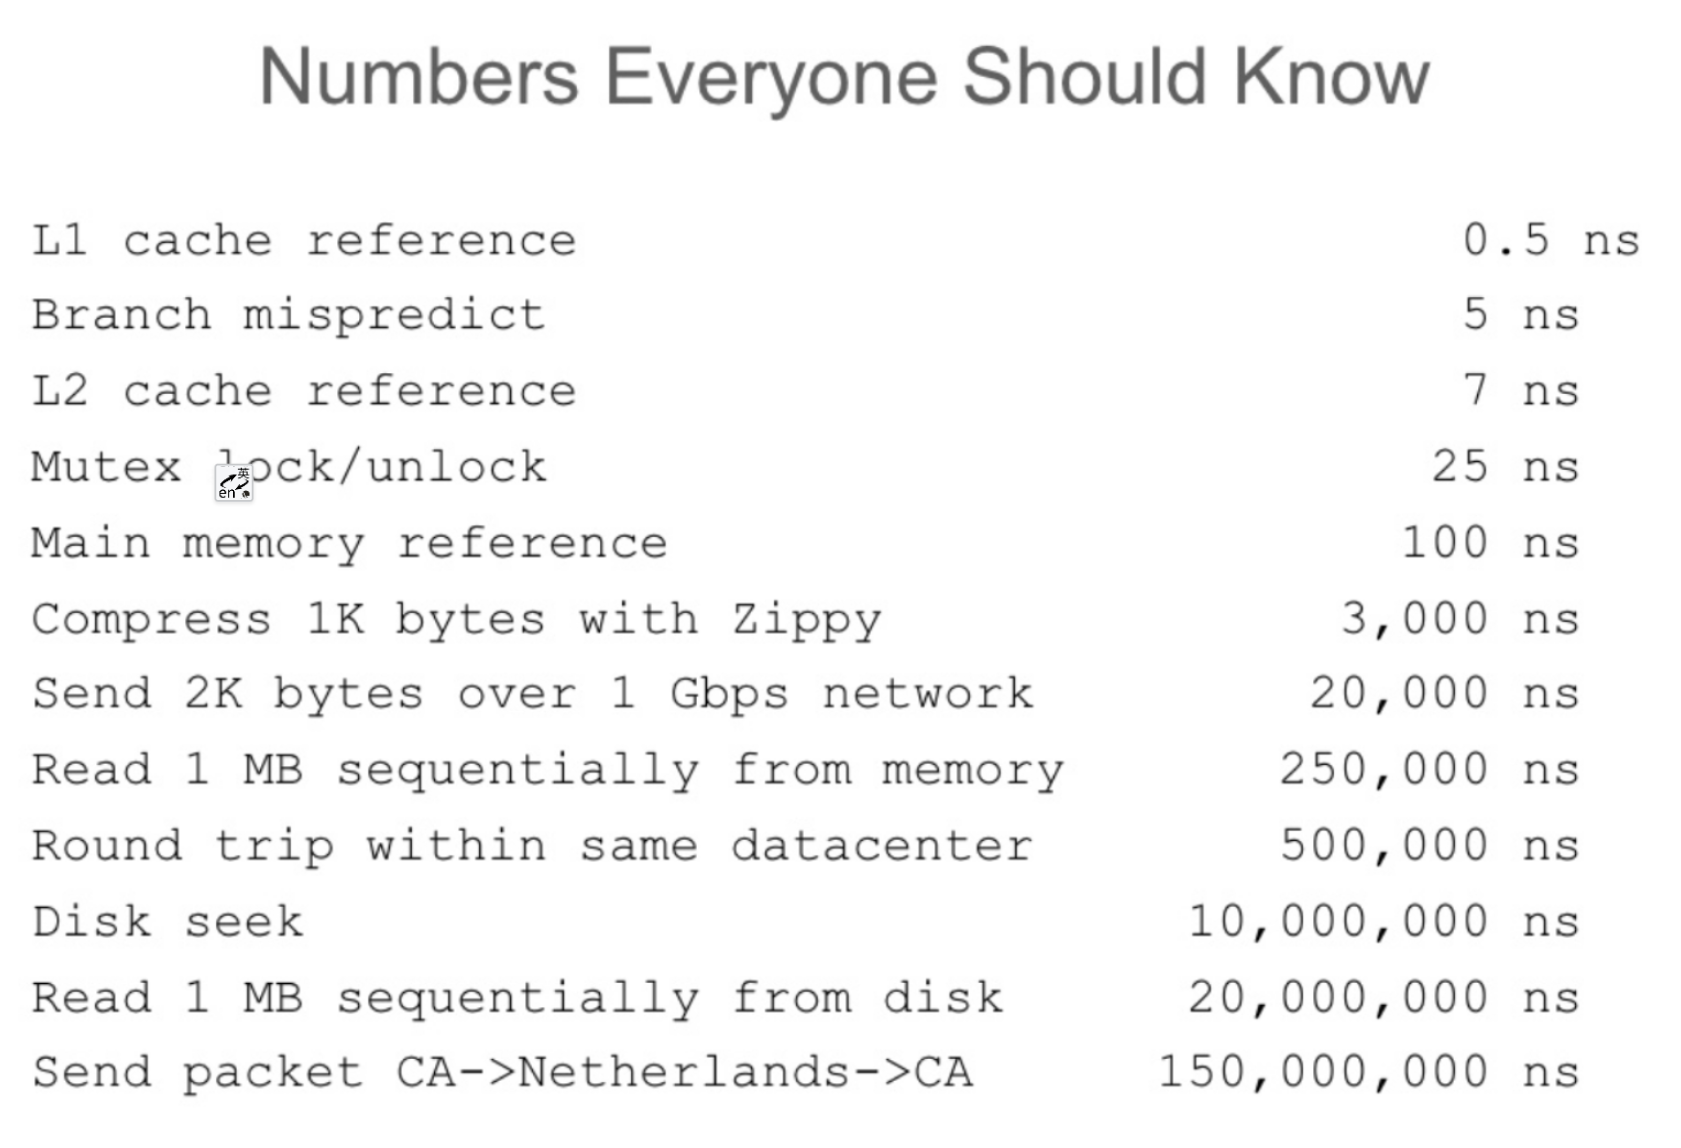 Numbers Everyone Should Know
L1 cache reference 0.5 ns
Branch mispredict 5 ns
L2 cache reference 7 ns
Mutex lock/unlock 25 ns
英
en
Main memory reference 100 ns
Compress 1K bytes with Zippy 3,000 ns
Send 2K bytes over 1 Gbps network 20,000 ns
Read 1 MB sequentially from memory 250,000 ns
Round trip within same datacenter 500,000 ns
Disk seek 10,000,000 ns
Read 1 MB sequentially from disk 20,000,000 ns
Send packet CA->Netherlands->CA 150,000,000 ns